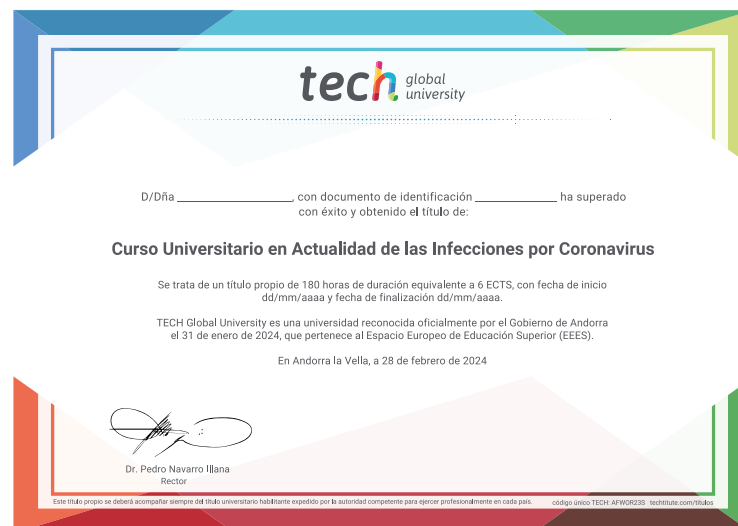 tech global
university
D/Dña ______________, con documento de identificación __________ ha superado
con éxito y obtenido el título de:
Curso Universitario en Actualidad de las Infecciones por Coronavirus
Se trata de un título propio de 180 horas de duración equivalente a 6 ECTS, con fecha de inicio
dd/mm/aaaa y fecha de finalización dd/mm/aaaa.
TECH Global University es una universidad reconocida oficialmente por el Gobierno de Andorra
el 31 de enero de 2024, que pertenece al Espacio Europeo de Educación Superior (EEES).
En Andorra la Vella, a 28 de febrero de 2024
Dr. Pedro Navarro Illana
Rector
Este título propio se deberá acompañar siempre del título universitario habilitante expedido por la autoridad competente para ejercer profesionalmente en cada país. código único TECH: AFWOR23S techtitute.com/titulos